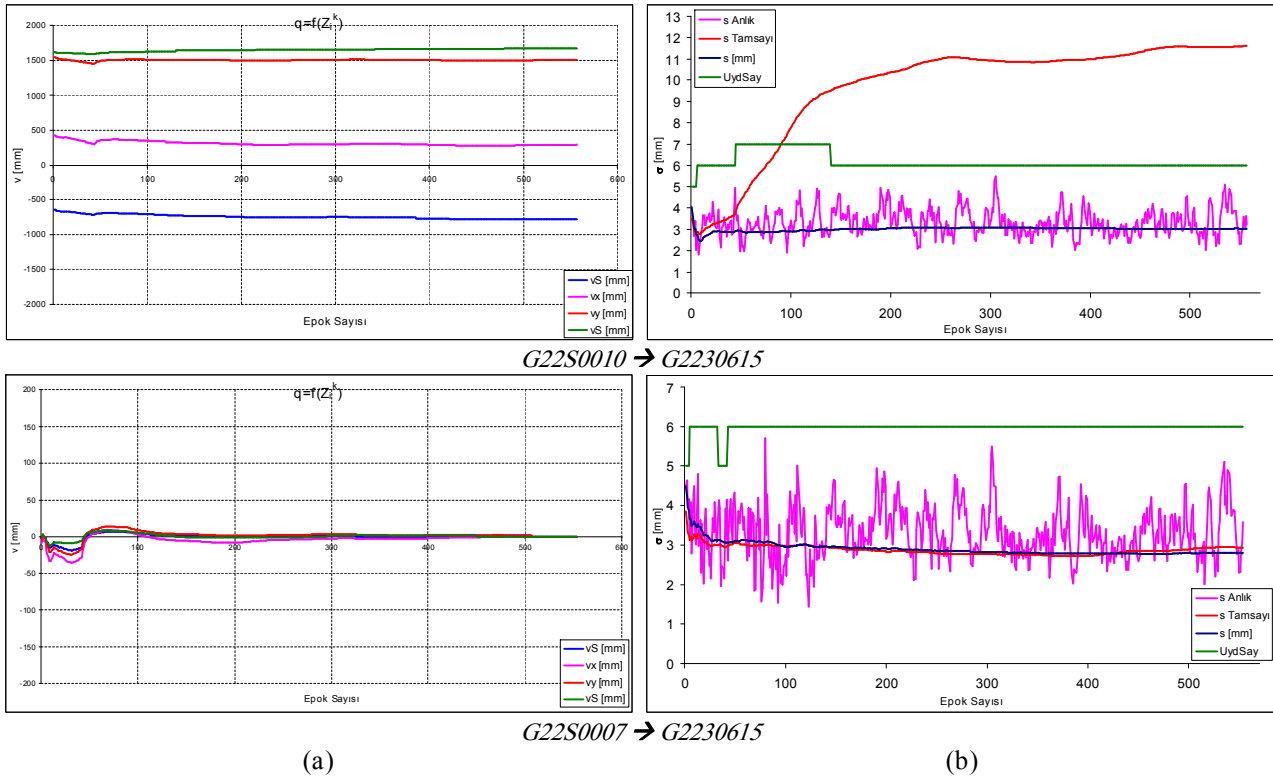 q=f(Z_i^k)
v [mm]
2000
1500
1000
500
0
-500
-1000
-1500
-2000
0 100 200 300 400 500 600
Epok Sayısı
vS [mm]
vx [mm]
vy [mm]
vS [mm]
s Anlık
s Tamsayı
s [mm]
UydSay
σ [mm]
13
12
11
10
9
8
7
6
5
4
3
2
1
0
0 100 200 300 400 500
Epok Sayısı
G22S0010 → G2230615
q=f(Z_i^k)
v [mm]
200
150
100
50
0
-50
-100
-150
-200
0 100 200 300 400 500 600
Epok Sayısı
vS [mm]
vx [mm]
vy [mm]
vS [mm]
σ [mm]
7
6
5
4
3
2
1
0
0 100 200 300 400 500
Epok Sayısı
s Anlık
s Tamsayı
s [mm]
UydSay
G22S0007 → G2230615
(a) (b)